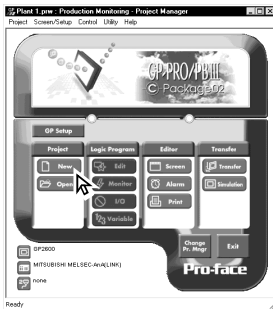 Plant 1.prw : Production Monitoring - Project Manager
Project Screen/Setup Control Utility Help
GP-PRO/PBIII
C-Package02
GP Setup
Project Logic Program Editor Transfer
New Edit Screen Transfer
Open Monitor Alarm Simulation
I/O Print
Variable
Change
Pr. Mngr
Exit
GP2600
MITSUBISHI MELSEC-AnA(LINK)
none
Pro-face
Ready